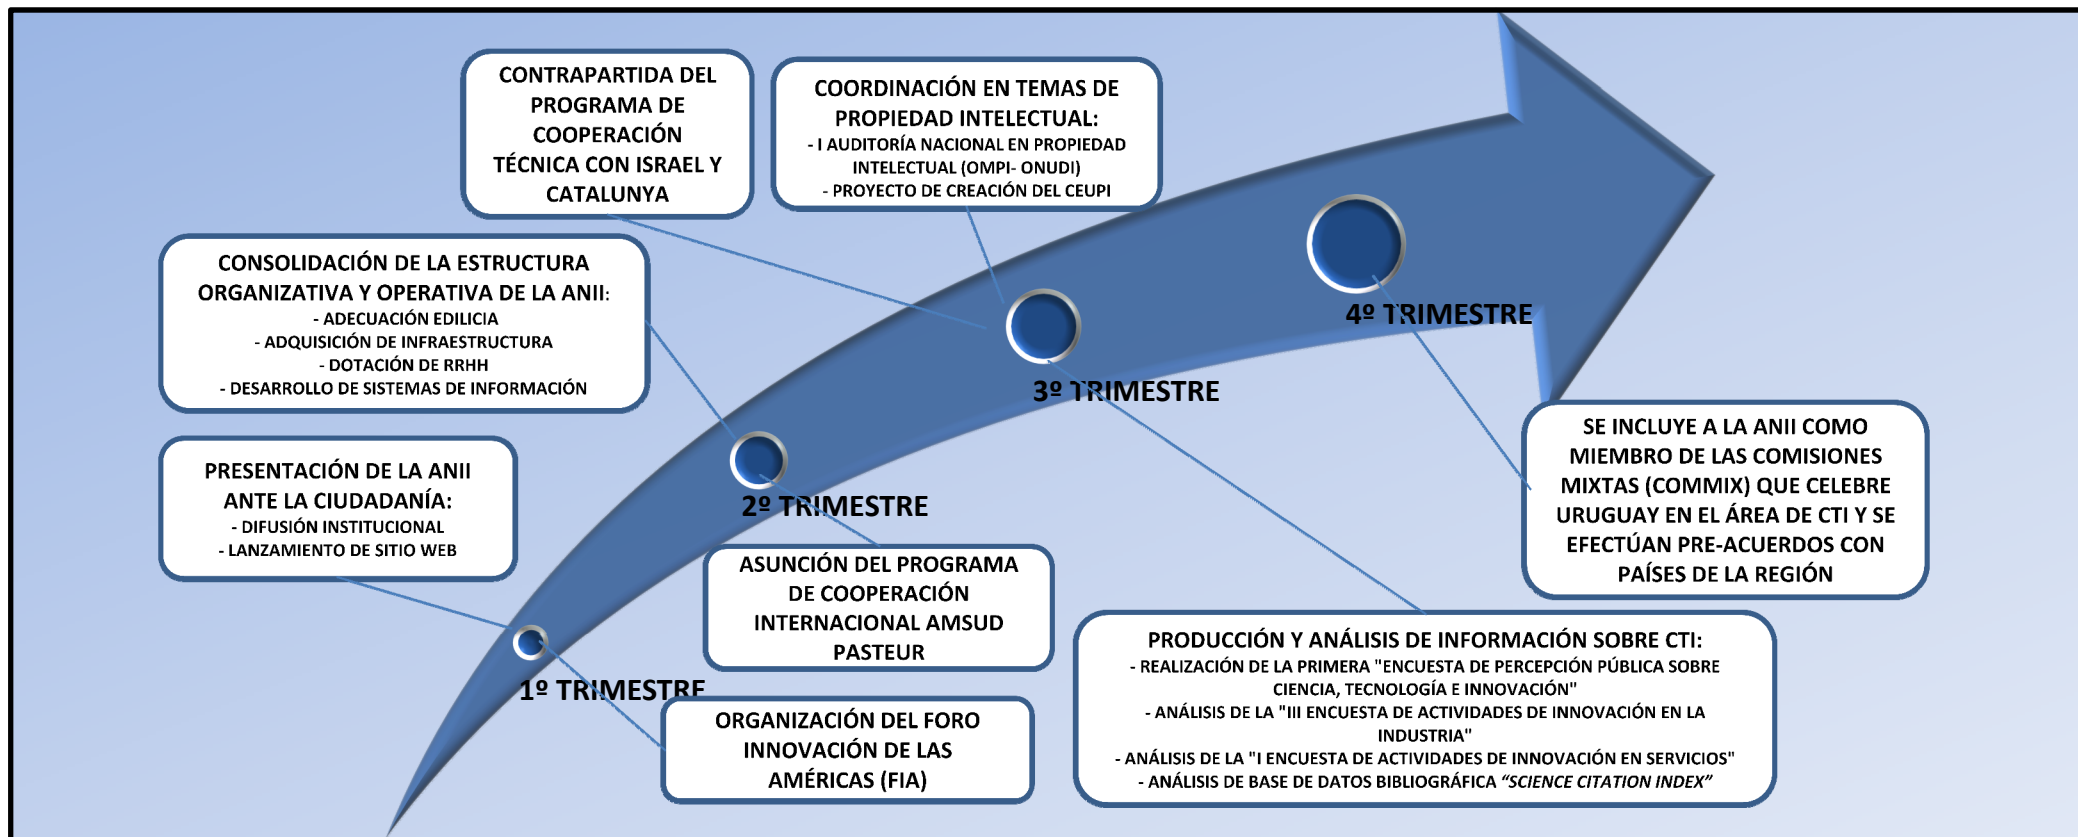 CONTRAPARTIDA DEL
PROGRAMA DE
COOPERACIÓN
TÉCNICA CON ISRAEL Y
CATALUNYA
COORDINACIÓN EN TEMAS DE
PROPIEDAD INTELECTUAL:
- I AUDITORÍA NACIONAL EN PROPIEDAD
INTELECTUAL (OMPI- ONUDI)
- PROYECTO DE CREACIÓN DEL CEUPI
CONSOLIDACIÓN DE LA ESTRUCTURA
ORGANIZATIVA Y OPERATIVA DE LA ANII:
- ADECUACIÓN EDILICIA
- ADQUISICIÓN DE INFRAESTRUCTURA
- DOTACIÓN DE RRHH
- DESARROLLO DE SISTEMAS DE INFORMACIÓN
4º TRIMESTRE
3º TRIMESTRE
PRESENTACIÓN DE LA ANII
ANTE LA CIUDADANÍA:
- DIFUSIÓN INSTITUCIONAL
- LANZAMIENTO DE SITIO WEB
2º TRIMESTRE
SE INCLUYE A LA ANII COMO
MIEMBRO DE LAS COMISIONES
MIXTAS (COMMIX) QUE CELEBRE
URUGUAY EN EL ÁREA DE CTI Y SE
EFECTÚAN PRE-ACUERDOS CON
PAÍSES DE LA REGIÓN
ASUNCIÓN DEL PROGRAMA
DE COOPERACIÓN
INTERNACIONAL AMSUD
PASTEUR
1º TRIMESTRE
ORGANIZACIÓN DEL FORO
INNOVACIÓN DE LAS
AMÉRICAS (FIA)
PRODUCCIÓN Y ANÁLISIS DE INFORMACIÓN SOBRE CTI:
- REALIZACIÓN DE LA PRIMERA "ENCUESTA DE PERCEPCIÓN PÚBLICA SOBRE
CIENCIA, TECNOLOGÍA E INNOVACIÓN"
- ANÁLISIS DE LA "III ENCUESTA DE ACTIVIDADES DE INNOVACIÓN EN LA
INDUSTRIA"
- ANÁLISIS DE LA "I ENCUESTA DE ACTIVIDADES DE INNOVACIÓN EN SERVICIOS"
- ANÁLISIS DE BASE DE DATOS BIBLIOGRÁFICA “SCIENCE CITATION INDEX”